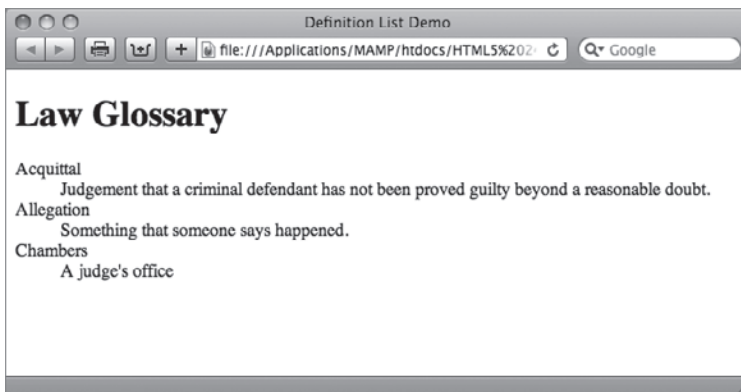 Definition List Demo
file:///Applications/MAMP/htdocs/HTML5%202
Google
Law Glossary
Acquittal
Judgement that a criminal defendant has not been proved guilty beyond a reasonable doubt.
Allegation
Something that someone says happened.
Chambers
A judge's office